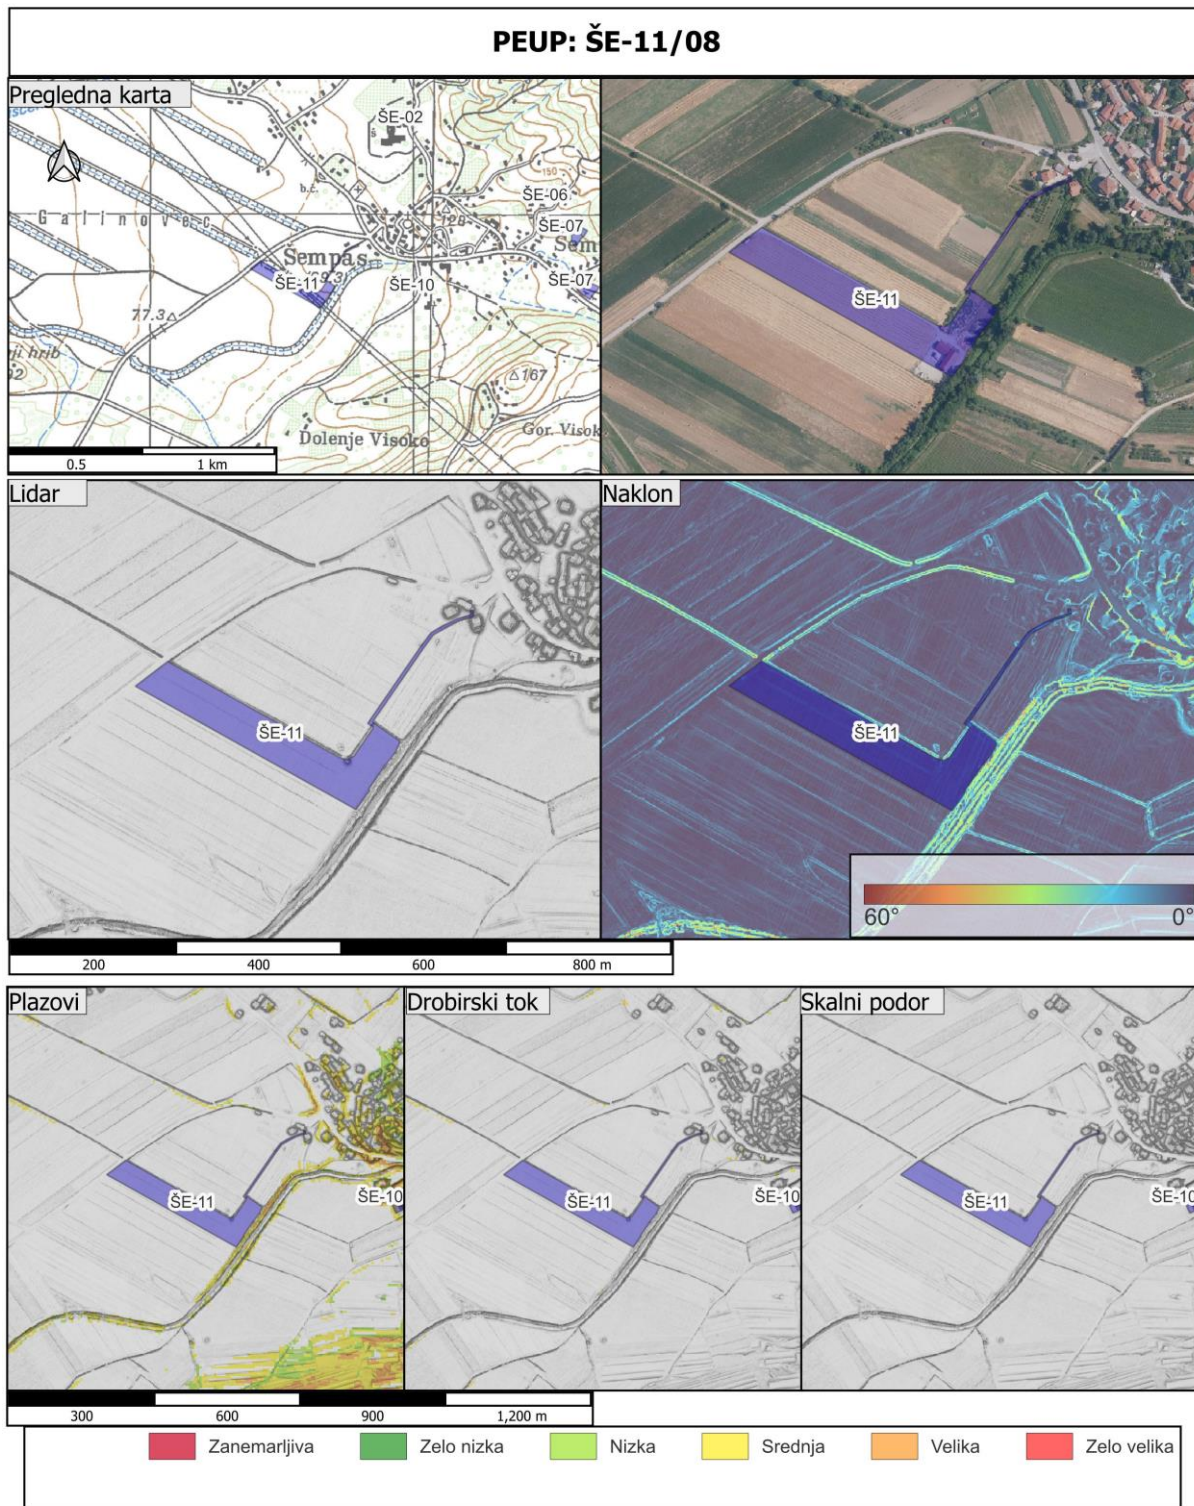 PEUP: ŠE-11/08
Pregledna karta
ŠE-02
ŠE-06
ŠE-07
ŠE-07
ŠE-10
ŠE-11
Galinovec
Šempas
150
126
77.3
167
Dolenje Visoko
Gor. Visok
0.5 1 km
ŠE-11
Lidar
ŠE-11
Naklon
ŠE-11
60° 0°
200 400 600 800 m
Plazovi
ŠE-10
ŠE-11
Drobirski tok
ŠE-10
ŠE-11
Skalni podor
ŠE-10
ŠE-11
300 600 900 1,200 m
Zanemarljiva Zelo nizka Nizka Srednja Velika Zelo velika